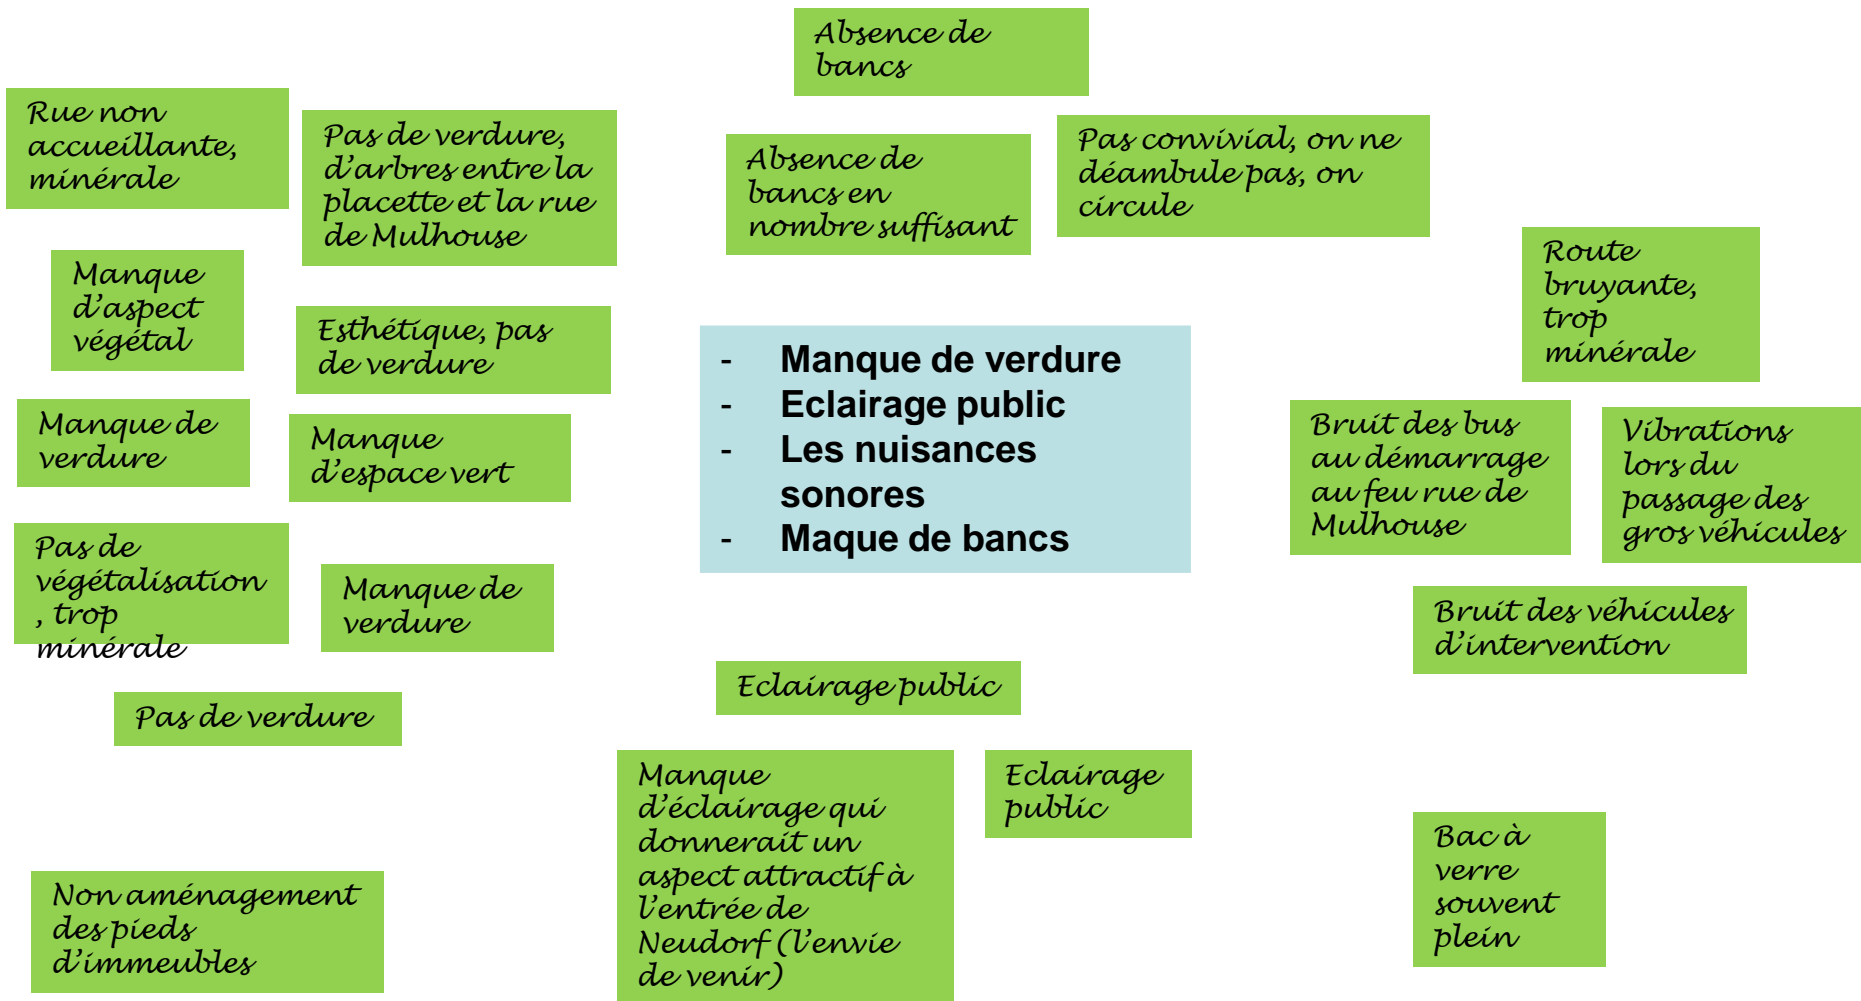 Absence de
bancs
Rue non
accueillante,
minérale
Pas de verdure,
d'arbres entre la
placette et la rue
de Mulhouse
Absence de
bancs en
nombre suffisant
Pas convivial, on ne
déambule pas, on
circule
Manque
d'aspect
végétal
Esthétique, pas
de verdure
Route
bruyante,
trop
minérale
- Manque de verdure
- Eclairage public
- Les nuisances
sonores
- Maque de bancs
Manque de
verdure
Manque
d'espace vert
Bruit des bus
au démarrage
au feu rue de
Mulhouse
Vibrations
lors du
passage des
gros véhicules
Pas de
végétalisation
, trop
minérale
Manque de
verdure
Bruit des véhicules
d'intervention
Pas de verdure
Eclairage public
Manque
d'éclairage qui
donnerait un
aspect attractif à
l'entrée de
Neudorf (l'envie
de venir)
Eclairage
public
Bac à
verre
souvent
plein
Non aménagement
des pieds
d'immeubles